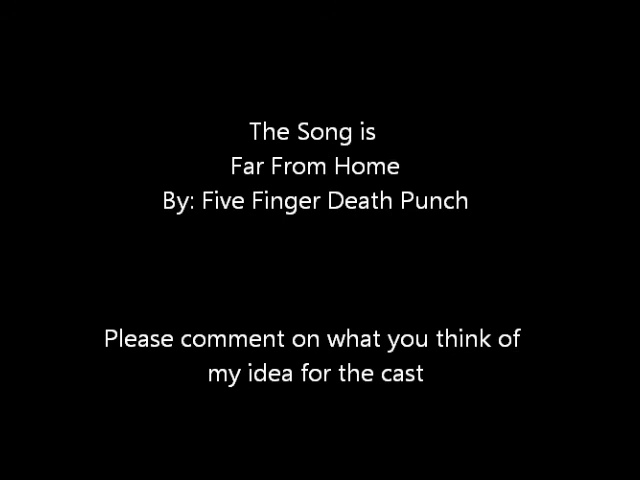 The Song is
Far From Home
By: Five Finger Death Punch
Please comment on what you think of
my idea for the cast